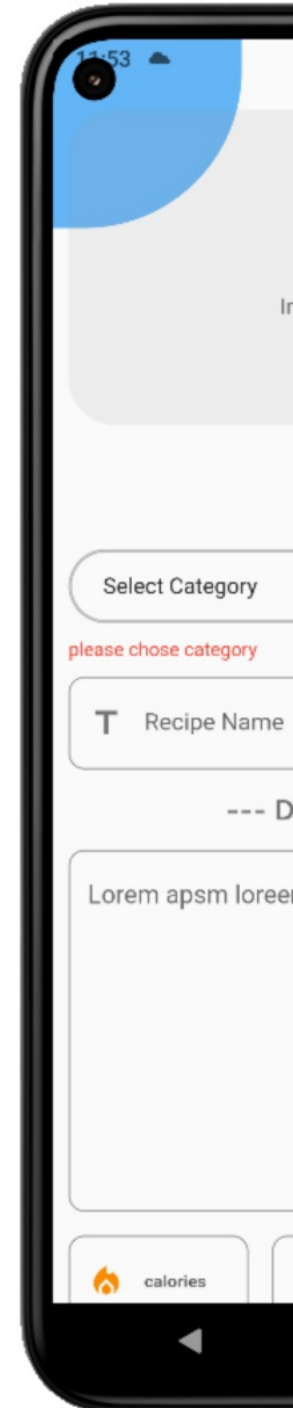 11:53
Select Category
please chose category
T Recipe Name
--- D
Lorem apsm loreer
calories